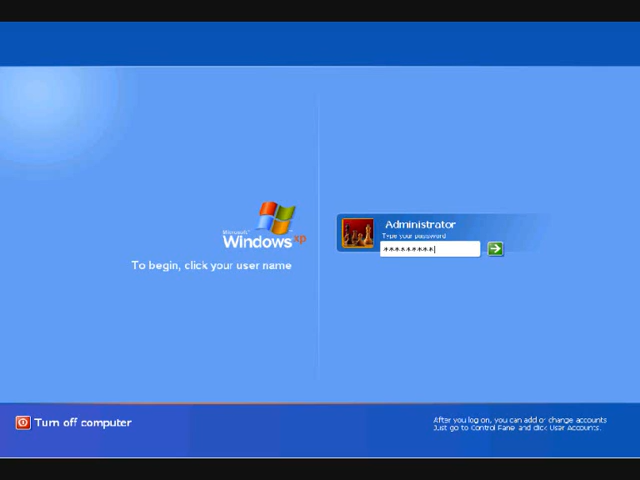 Microsoft
Windows xp
To begin, click your user name
Administrator
Type your password
*********
Turn off computer
After you log on, you can add or change accounts
Just go to Control Panel and click User Accounts.